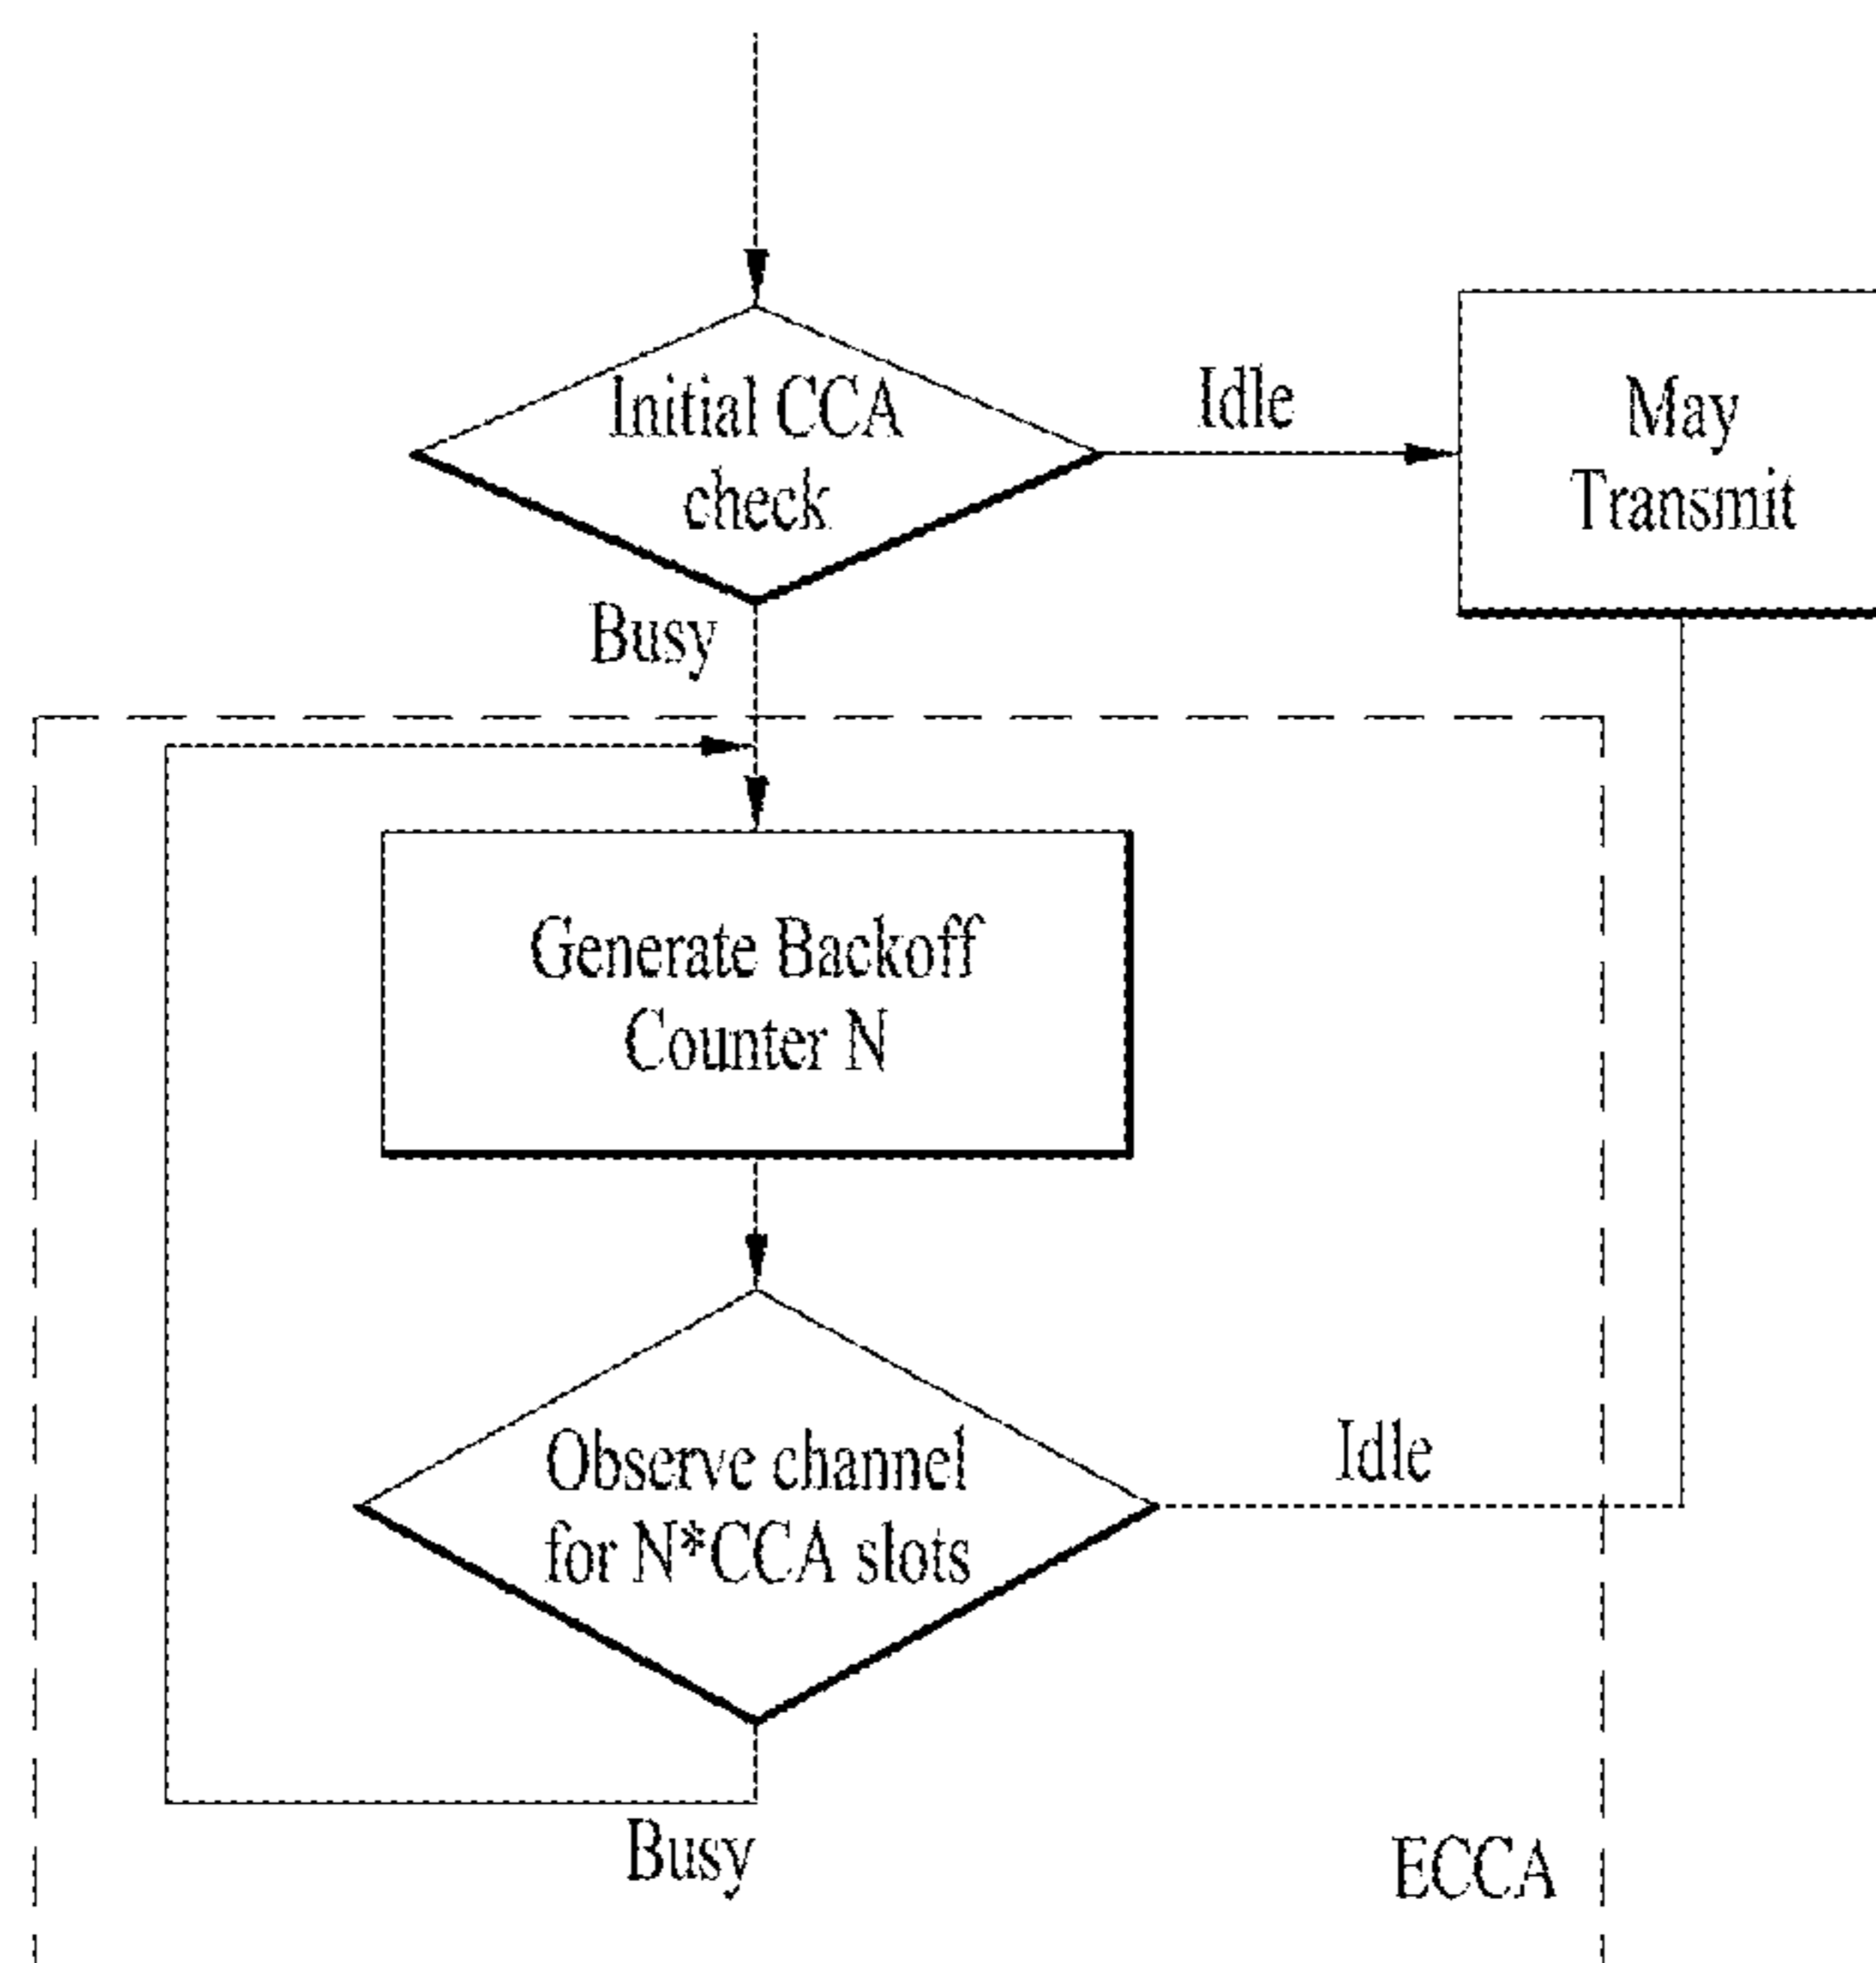 Initial CCA
check
Idle
May
Transmit
Busy
Generate Backoff
Counter N
Observe channel
for N*CCA slots
Idle
Busy
ECCA